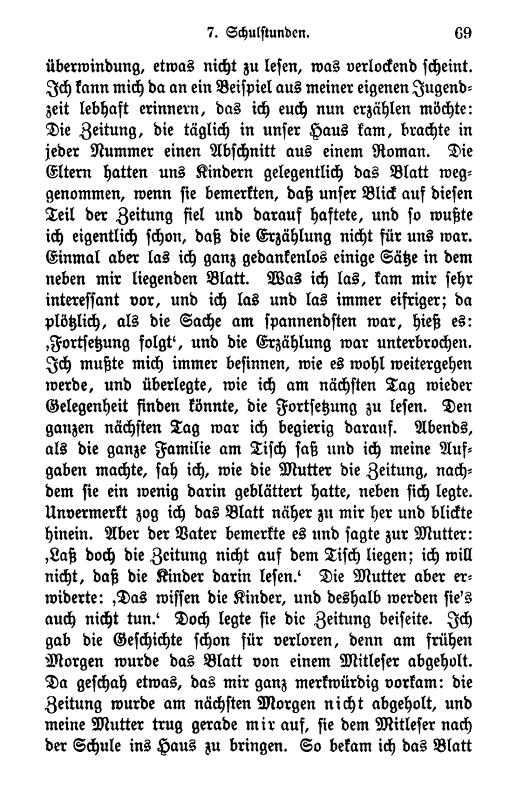 7. Schulstunden. 69
überwindung, etwas nicht zu lesen, was verlockend scheint.
Ich kann mich da an ein Beispiel aus meiner eigenen Jugend-
zeit lebhaft erinnern, das ich euch nun erzählen möchte:
Die Zeitung, die täglich in unser Haus kam, brachte in
jeder Nummer einen Abschnitt aus einem Roman. Die
Eltern hatten uns Kindern gelegentlich das Blatt weg-
genommen, wenn sie bemerkten, daß unser Blick auf diesen
Teil der Zeitung fiel und darauf haftete, und so wußte
ich eigentlich schon, daß die Erzählung nicht für uns war.
Einmal aber las ich ganz gedankenlos einige Sätze in dem
neben mir liegenden Blatt. Was ich las, kam mir sehr
interessant vor, und ich las und las immer eifriger; da
plötzlich, als die Sache am spannendsten war, hieß es:
‚Fortsetzung folgt‘, und die Erzählung war unterbrochen.
Ich mußte mich immer besinnen, wie es wohl weitergehen
werde, und überlegte, wie ich am nächsten Tag wieder
Gelegenheit finden könnte, die Fortsetzung zu lesen. Den
ganzen nächsten Tag war ich begierig darauf. Abends,
als die ganze Familie am Tisch saß und ich meine Auf-
gaben machte, sah ich, wie die Mutter die Zeitung, nach-
dem sie ein wenig darin geblättert hatte, neben sich legte.
Unvermerkt zog ich das Blatt näher zu mir her und blickte
hinein. Aber der Vater bemerkte es und sagte zur Mutter:
‚Laß doch die Zeitung nicht auf dem Tisch liegen; ich will
nicht, daß die Kinder darin lesen.‘ Die Mutter aber er-
widerte: ‚Das wissen die Kinder, und deshalb werden sie's
auch nicht tun.‘ Doch legte sie die Zeitung beiseite. Ich
gab die Geschichte schon für verloren, denn am frühen
Morgen wurde das Blatt von einem Mitleser abgeholt.
Da geschah etwas, das mir ganz merkwürdig vorkam: die
Zeitung wurde am nächsten Morgen nicht abgeholt, und
meine Mutter trug gerade mir auf, sie dem Mitleser nach
der Schule ins Haus zu bringen. So bekam ich das Blatt